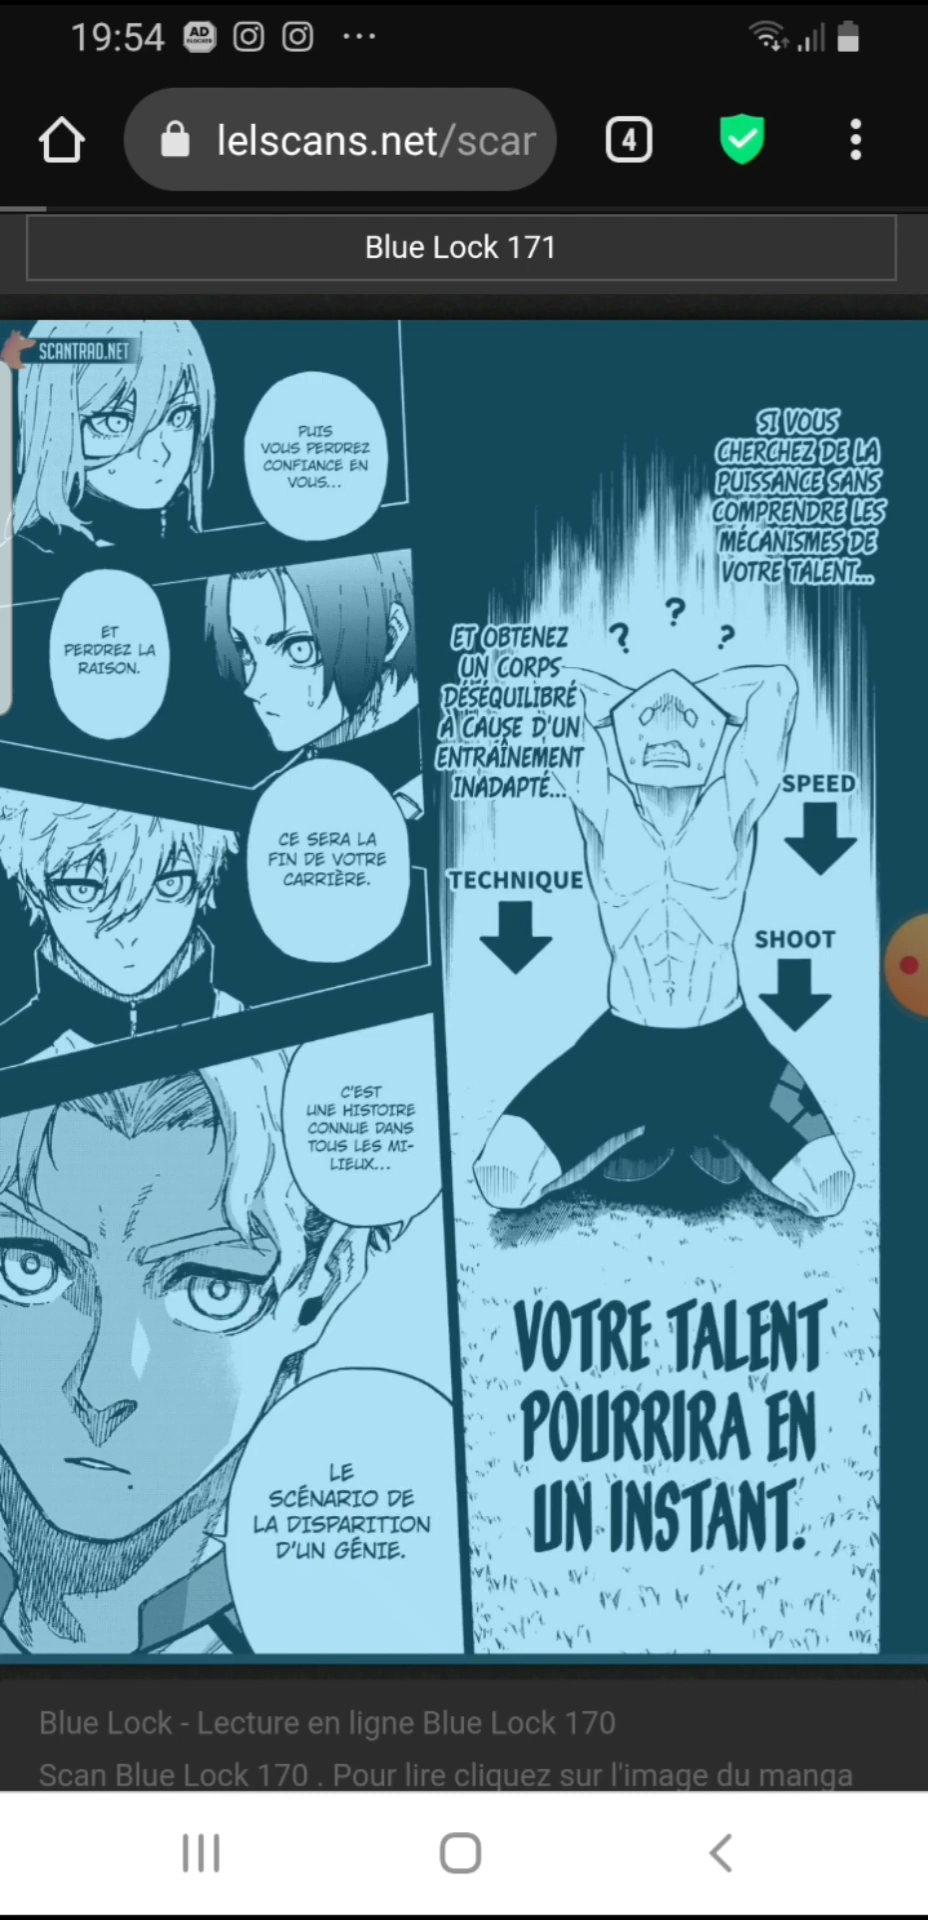 19:54
AD
BLOCKER
lelscans.net/scar
4
Blue Lock 171
SCANTRAD.NET
SI VOUS
CHERCHEZ DE LA
PUISSANCE SANS
COMPRENDRE LES
MÉCANISMES DE
VOTRE TALENT...
? ? ?
ET OBTENEZ
UN CORPS
DÉSÉQUILIBRÉ
À CAUSE D'UN
ENTRAÎNEMENT
INADAPTÉ...
SPEED
TECHNIQUE
SHOOT
VOTRE TALENT
POURRIRA EN
UN INSTANT.
PUIS
VOUS PERDREZ
CONFIANCE EN
VOUS...
ET
PERDREZ LA
RAISON.
CE SERA LA
FIN DE VOTRE
CARRIÈRE.
C'EST
UNE HISTOIRE
CONNUE DANS
TOUS LES MI-
LIEUX...
LE
SCÉNARIO DE
LA DISPARITION
D'UN GÉNIE.
Blue Lock - Lecture en ligne Blue Lock 170
Scan Blue Lock 170 . Pour lire cliquez sur l'image du manga